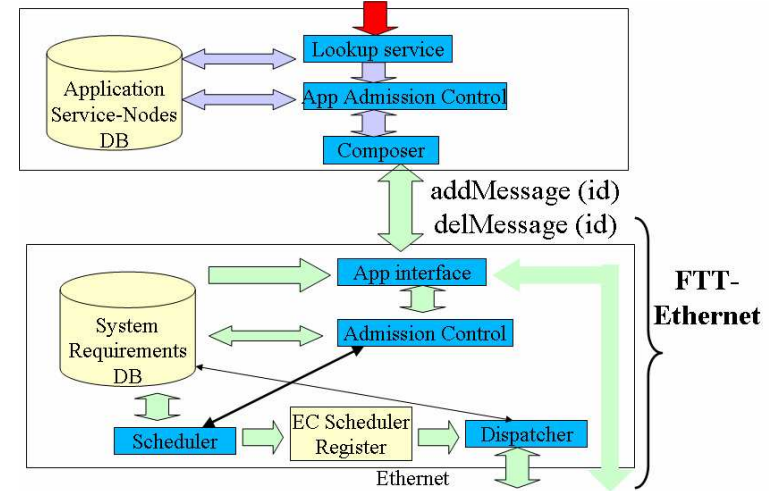 Lookup service
Application
Service-Nodes
DB
App Admission Control
Composer
addMessage (id)
delMessage (id)
App interface
FTT-
Ethernet
System
Requirements
DB
Admission Control
EC Scheduler
Register
Scheduler
Dispatcher
Ethernet